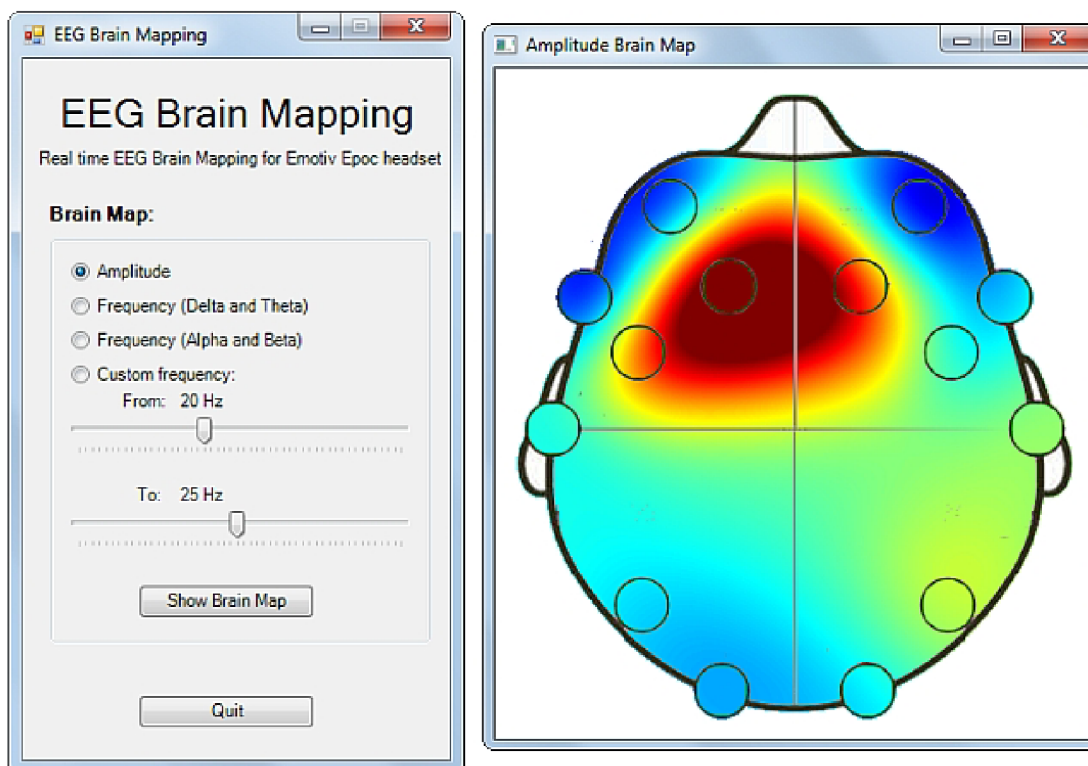 EEG Brain Mapping
EEG Brain Mapping
Real time EEG Brain Mapping for Emotiv Epoc headset
Brain Map:
Amplitude
Frequency (Delta and Theta)
Frequency (Alpha and Beta)
Custom frequency:
From: 20 Hz
To: 25 Hz
Show Brain Map
Quit
Amplitude Brain Map